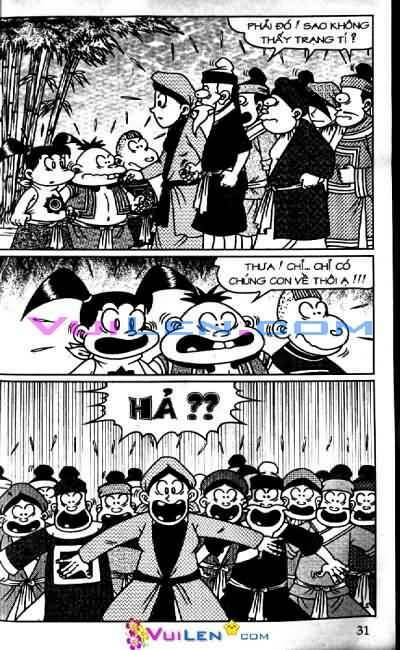 PHẢI ĐÓ ! SAO KHÔNG
THẤY TRẠNG TÍ ?
THƯA ! CHỈ... CHỈ CÓ
CHÚNG CON VỀ THÔI Ạ !!!
VUILEN.COM
HẢ ??
31
VUILEN.COM